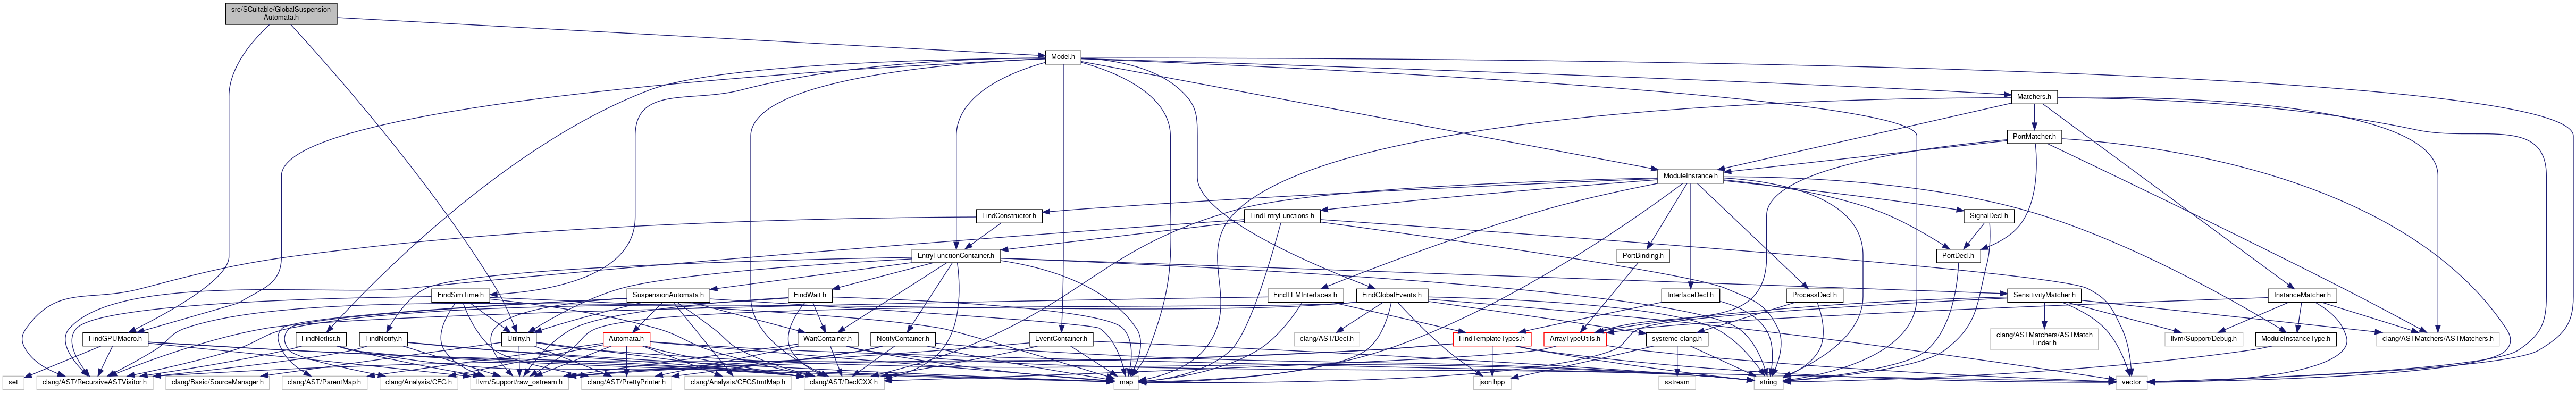 src/SCuitable/GlobalSuspension
Automata.h
Model.h
Matchers.h
PortMatcher.h
ModuleInstance.h
FindConstructor.h
FindEntryFunctions.h
SignalDecl.h
EntryFunctionContainer.h
PortBinding.h
PortDecl.h
FindSimTime.h
SuspensionAutomata.h
FindWait.h
FindTLMInterfaces.h
FindGlobalEvents.h
InterfaceDecl.h
ProcessDecl.h
SensitivityMatcher.h
InstanceMatcher.h
FindGPUMacro.h
FindNetlist.h
FindNotify.h
Utility.h
Automata.h
WaitContainer.h
NotifyContainer.h
EventContainer.h
clang/AST/Decl.h
FindTemplateTypes.h
ArrayTypeUtils.h
systemc-clang.h
clang/ASTMatchers/ASTMatch
Finder.h
llvm/Support/Debug.h
ModuleInstanceType.h
clang/ASTMatchers/ASTMatchers.h
set
clang/AST/RecursiveASTVisitor.h
clang/Basic/SourceManager.h
clang/AST/ParentMap.h
clang/Analysis/CFG.h
llvm/Support/raw_ostream.h
clang/AST/PrettyPrinter.h
clang/Analysis/CFGStmtMap.h
clang/AST/DeclCXX.h
map
json.hpp
sstream
string
vector